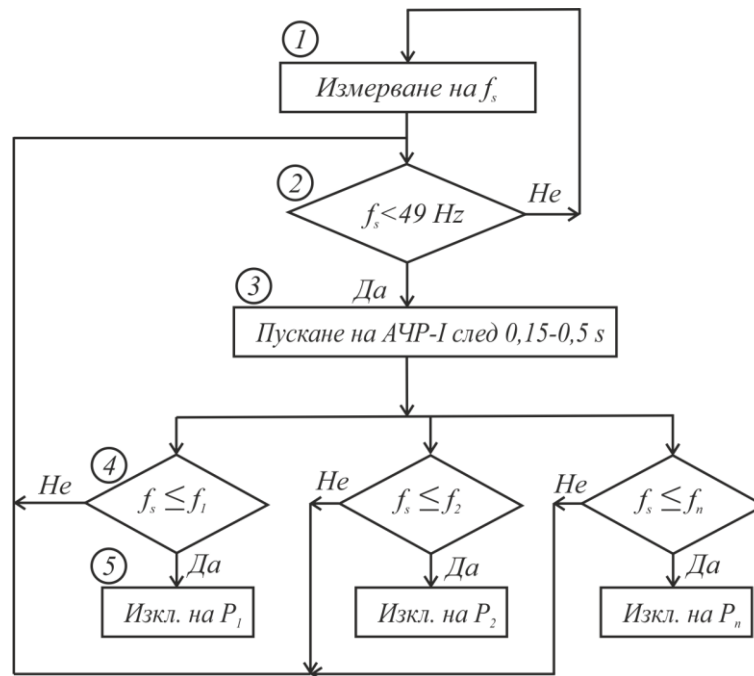 1
Измерване на fₛ
2
fₛ<49 Hz
Не
Да
3
Пускане на АЧР-I след 0,15-0,5 s
4
Не
fₛ ≤ f₁
Не
fₛ ≤ f₂
Не
fₛ ≤ fₙ
5
Да
Да
Да
Изкл. на P₁
Изкл. на P₂
Изкл. на Pₙ